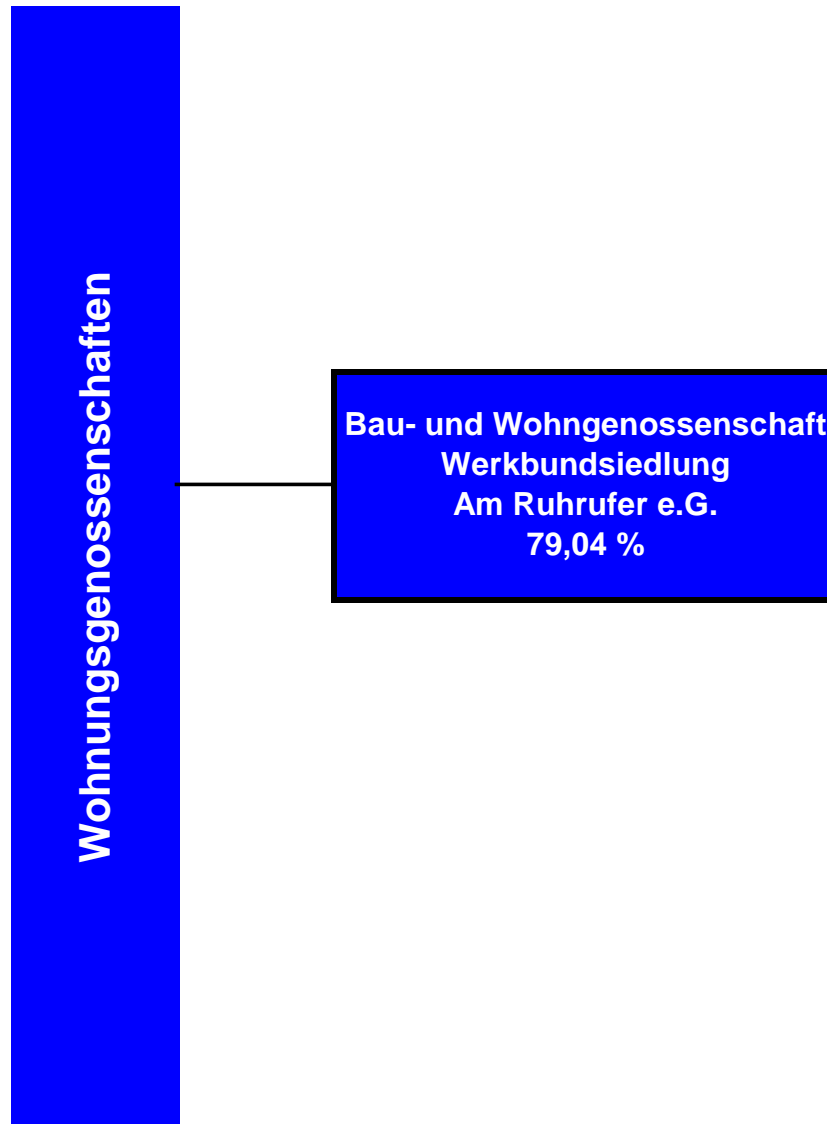 Wohnungsgenossenschaften
Bau- und Wohngenossenschaft
Werkbundsiedlung
Am Ruhrufer e.G.
79,04 %